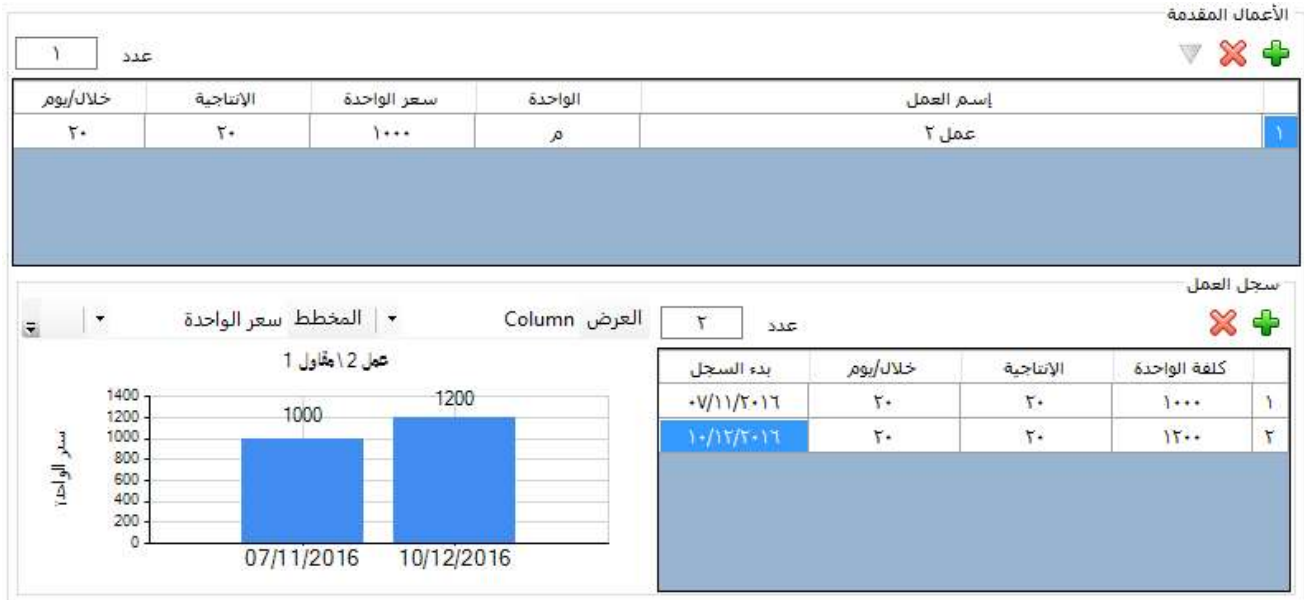 الأعمال المقدمة
عدد ١
إسم العمل الواحدة سعر الواحدة الإنتاجية خلال/يوم
١ عمل ٢ م ١٠٠٠ ٢٠ ٢٠
سجل العمل
عدد ٢
كلفة الواحدة الإنتاجية خلال/يوم بدء السجل
١ ١٠٠٠ ٢٠ ٢٠ ٠٧/١١/٢٠١٦
٢ ١٢٠٠ ٢٠ ٢٠ ١٠/١٢/٢٠١٦
العرض Column المخطط سعر الواحدة
عمل 2 \ مقاول 1
سعر الواحدة
1400
1200
1000
800
600
400
200
0
1000
1200
07/11/2016 10/12/2016